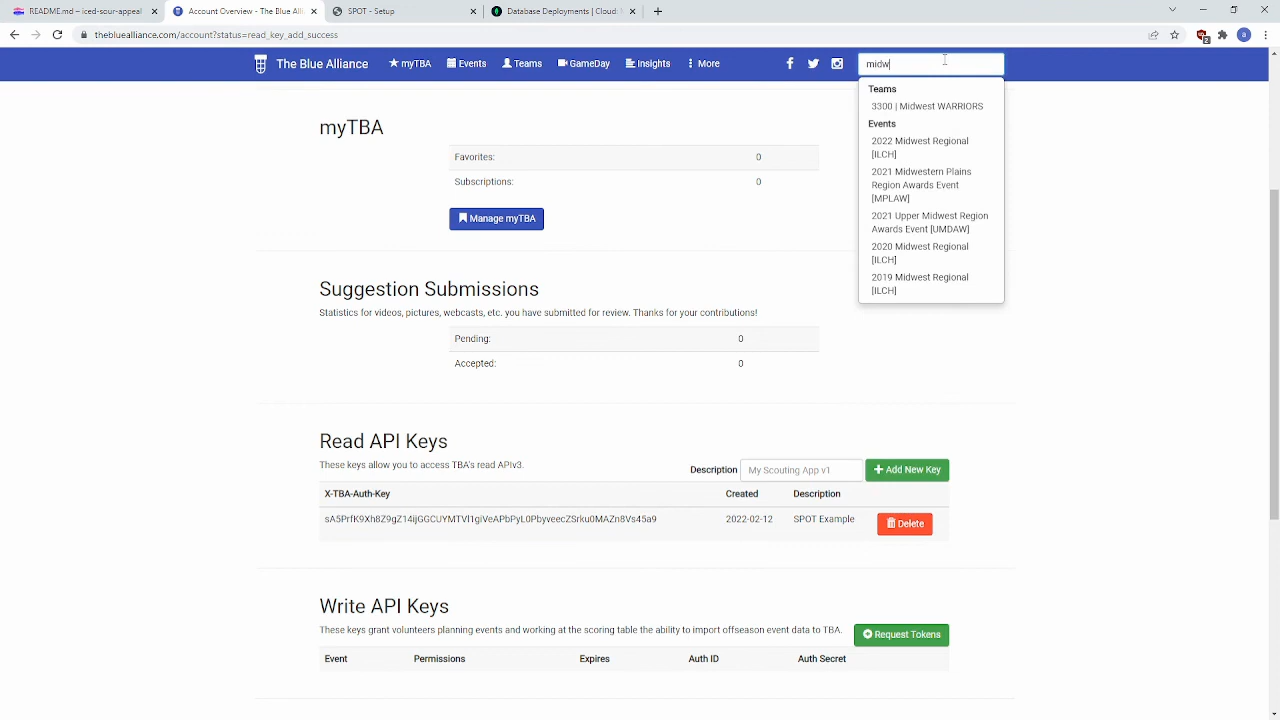 README.md – iced-sour-appeal
Account Overview - The Blue Allia
SPOT - Setup
Database Deployments | Cloud: M
thebluealliance.com/account?status=read_key_add_success
2
a
The Blue Alliance
myTBA
Events
Teams
GameDay
Insights
More
midw
Teams
3300 | Midwest WARRIORS
Events
2022 Midwest Regional
[ILCH]
2021 Midwestern Plains
Region Awards Event
[MPLAW]
2021 Upper Midwest Region
Awards Event [UMDAW]
2020 Midwest Regional
[ILCH]
2019 Midwest Regional
[ILCH]
myTBA
Favorites: 0
Subscriptions: 0
Manage myTBA
Suggestion Submissions
Statistics for videos, pictures, webcasts, etc. you have submitted for review. Thanks for your contributions!
Pending: 0
Accepted: 0
Read API Keys
These keys allow you to access TBA's read APIv3.
Description My Scouting App v1 Add New Key
X-TBA-Auth-Key Created Description
sA5PrfK9Xh8Z9gZ14ijGGCUYMTVI1giVeAPbPyL0PbyveecZSrku0MAZn8Vs45a9 2022-02-12 SPOT Example Delete
Write API Keys
These keys grant volunteers planning events and working at the scoring table the ability to import offseason event data to TBA. Request Tokens
Event Permissions Expires Auth ID Auth Secret